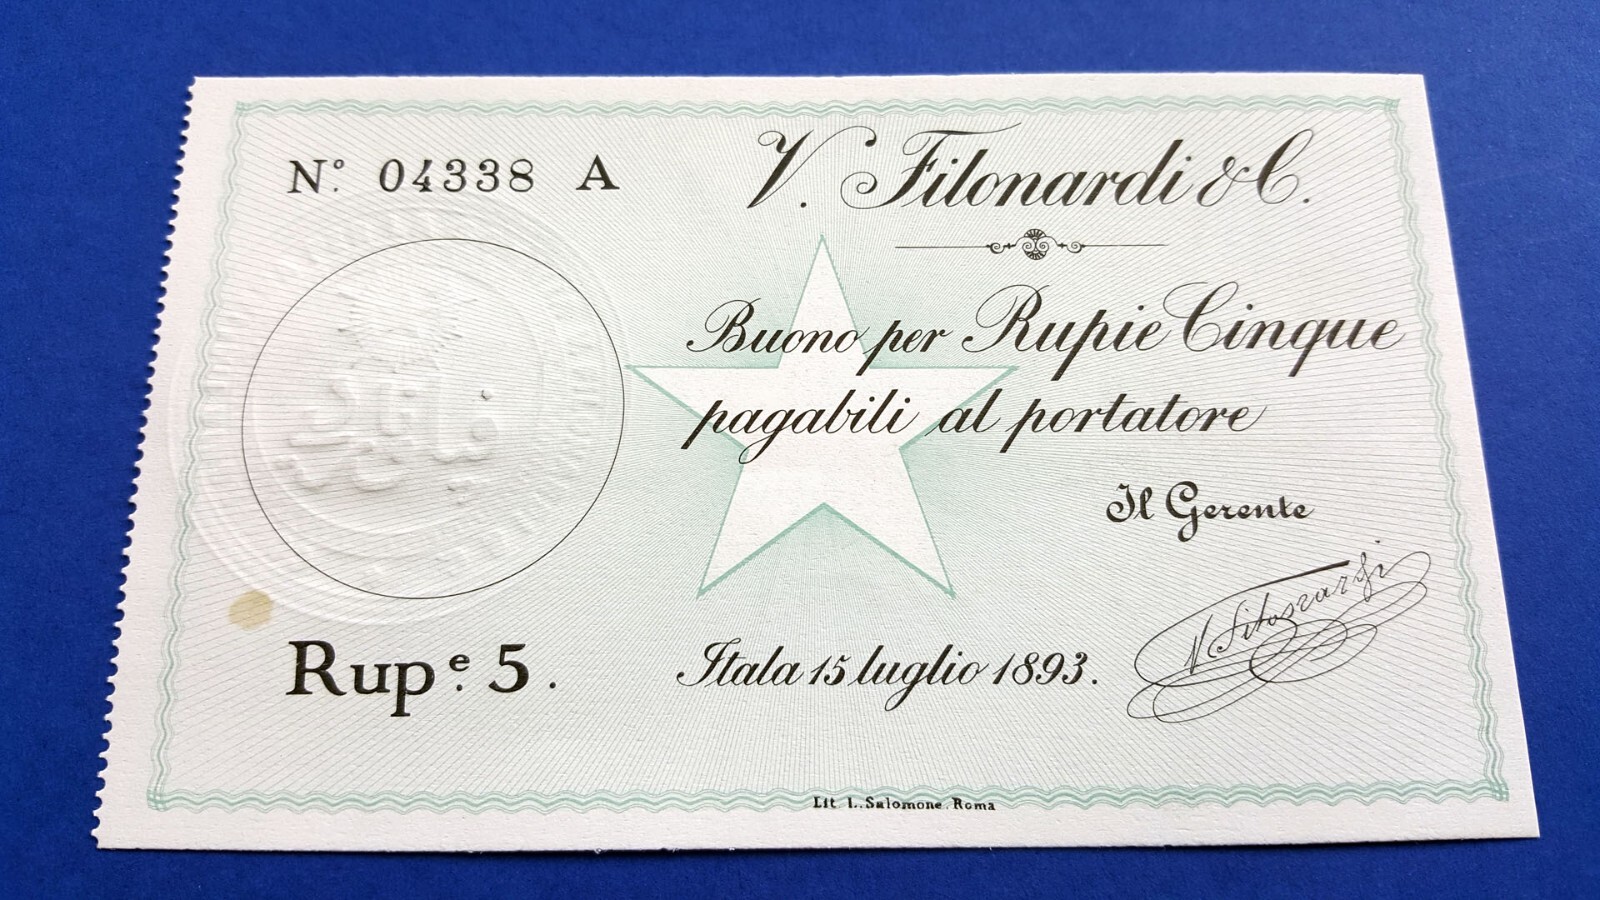 Nº. 04338 A
V. Filonardi & C.
Buono per Rupie Cinque
pagabili al portatore
Il Gerente
Rup.e 5.
Itala 15 luglio 1893.
Lit. L. Salomone. Roma